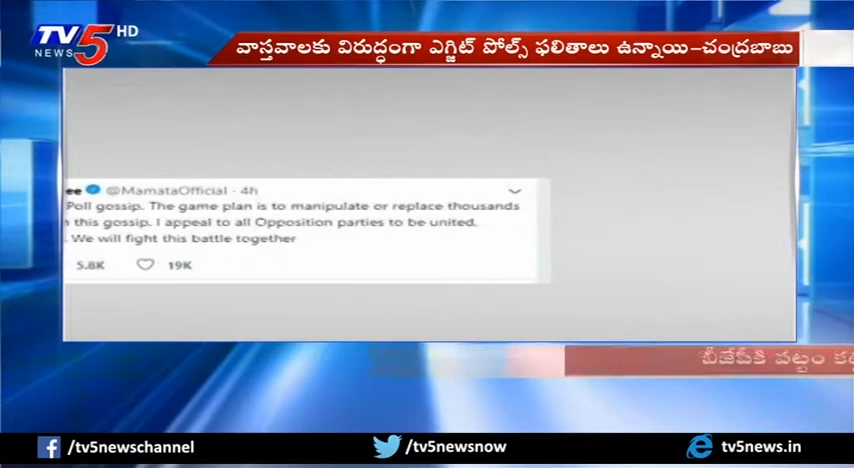 TV5 HD
NEWS
వాస్తవాలకు విరుద్ధంగా ఎగ్జిట్ పోల్స్ ఫలితాలు ఉన్నాయి-చంద్రబాబు
ee @MamataOfficial · 4h
Poll gossip. The game plan is to manipulate or replace thousands
this gossip. I appeal to all Opposition parties to be united,
. We will fight this battle together
5.8K 19K
బీజేపీకి పట్టం
/tv5newschannel /tv5newsnow tv5news.in